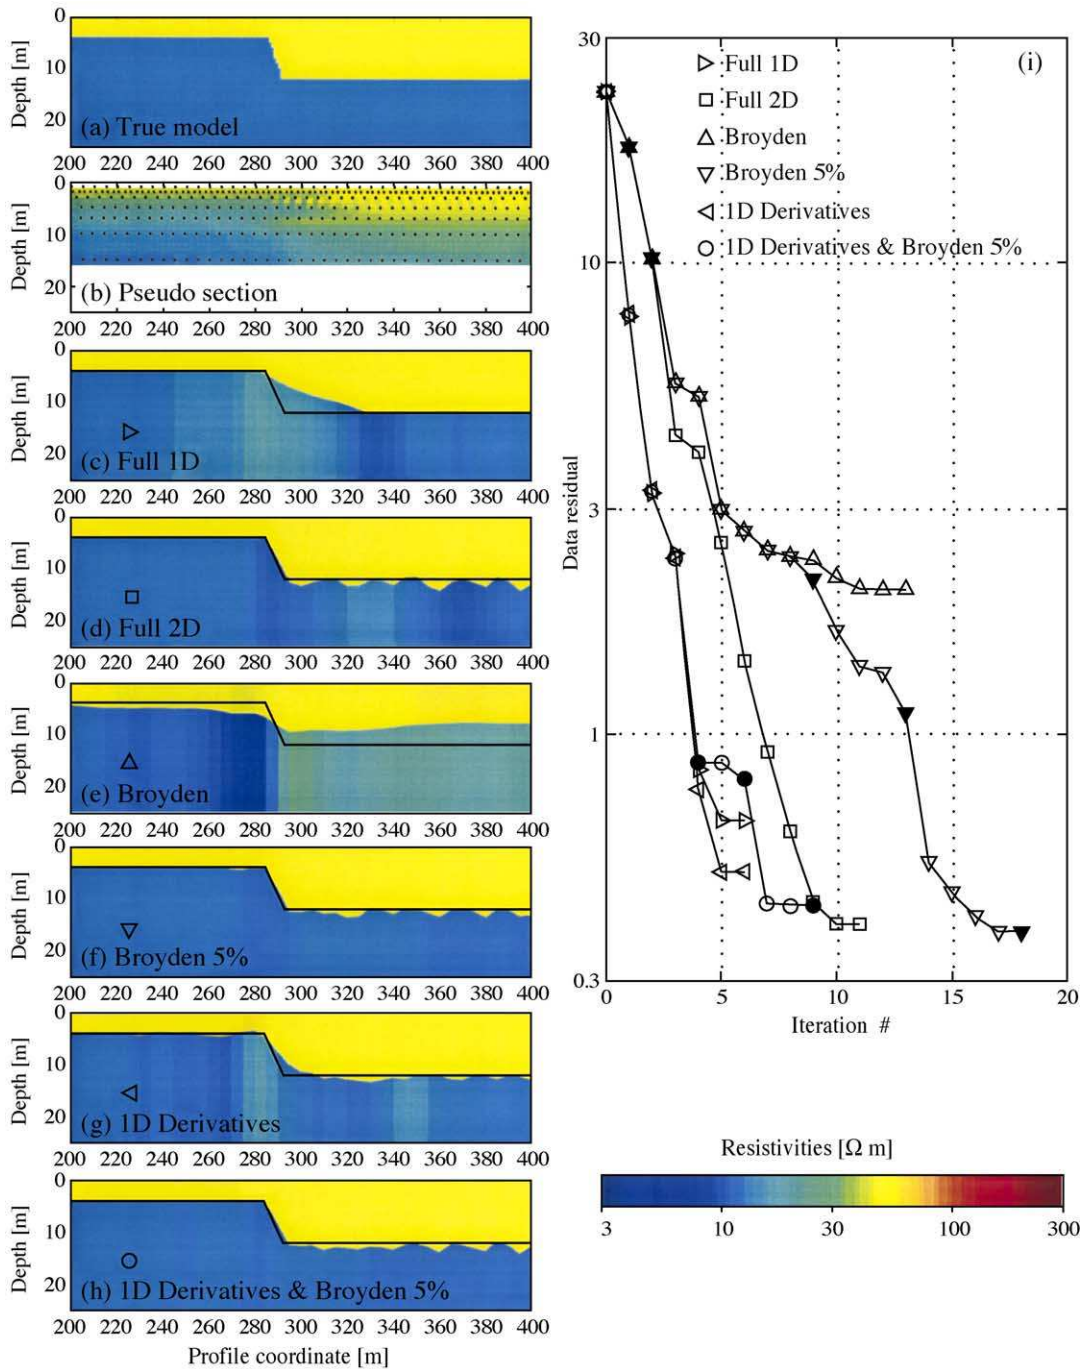 0
10
20
Depth [m]
(a) True model
200 220 240 260 280 300 320 340 360 380 400
0
10
20
Depth [m]
(b) Pseudo section
200 220 240 260 280 300 320 340 360 380 400
0
10
20
Depth [m]
(c) Full 1D
200 220 240 260 280 300 320 340 360 380 400
0
10
20
Depth [m]
(d) Full 2D
200 220 240 260 280 300 320 340 360 380 400
0
10
20
Depth [m]
(e) Broyden
200 220 240 260 280 300 320 340 360 380 400
0
10
20
Depth [m]
(f) Broyden 5%
200 220 240 260 280 300 320 340 360 380 400
0
10
20
Depth [m]
(g) 1D Derivatives
200 220 240 260 280 300 320 340 360 380 400
0
10
20
Depth [m]
(h) 1D Derivatives & Broyden 5%
200 220 240 260 280 300 320 340 360 380 400
Profile coordinate [m]
(i)
Full 1D
Full 2D
Broyden
Broyden 5%
1D Derivatives
1D Derivatives & Broyden 5%
30
10
3
1
0.3
Data residual
0 5 10 15 20
Iteration #
Resistivities [Ω m]
3 10 30 100 300